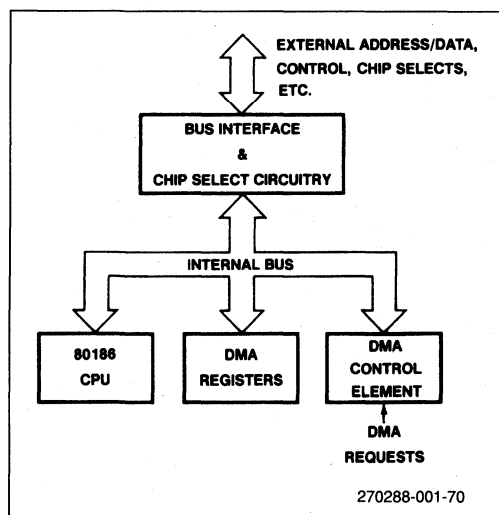 EXTERNAL ADDRESS/DATA,
CONTROL, CHIP SELECTS,
ETC.
BUS INTERFACE
&
CHIP SELECT CIRCUITRY
INTERNAL BUS
80186
CPU
DMA
REGISTERS
DMA
CONTROL
ELEMENT
DMA
REQUESTS
270288-001-70